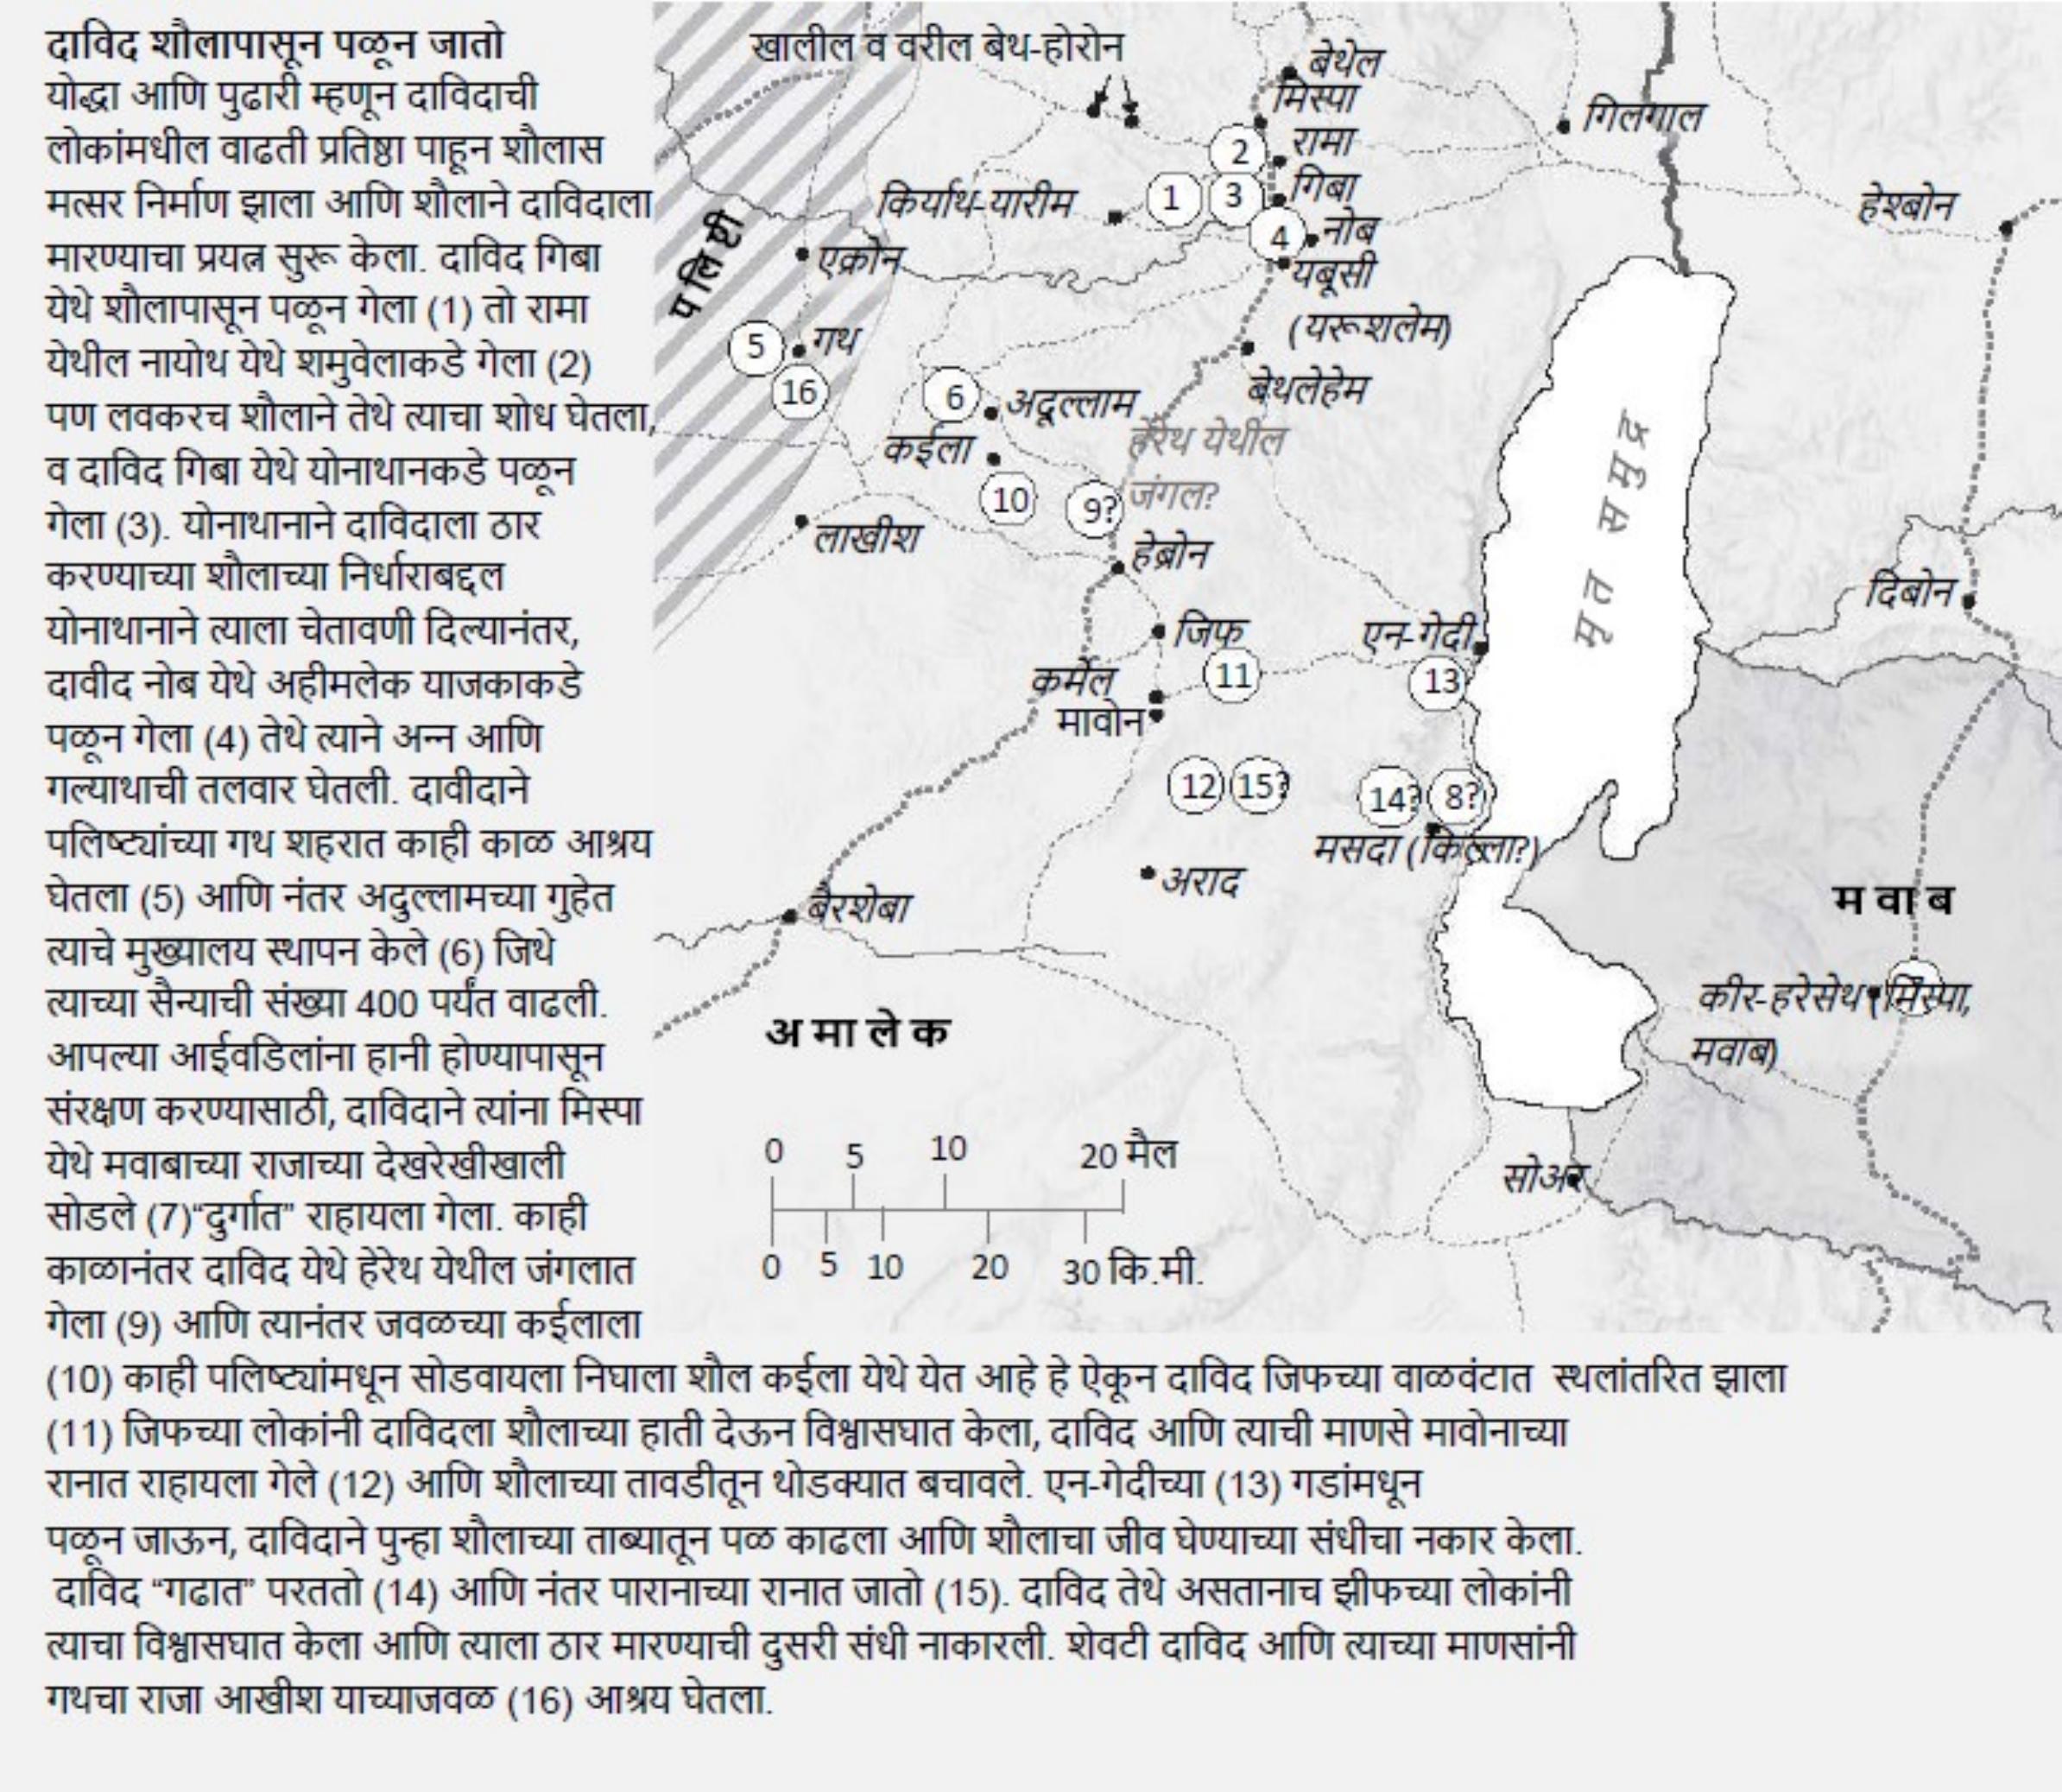 दाविद शौलापासून पळून जातो
योद्धा आणि पुढारी म्हणून दाविदाची
लोकांमधील वाढती प्रतिष्ठा पाहून शौलास
मत्सर निर्माण झाला आणि शौलाने दाविदाला
मारण्याचा प्रयत्न सुरू केला. दाविद गिबा
येथे शौलापासून पळून गेला (1) तो रामा
येथील नायोथ येथे शमुवेलाकडे गेला (2)
पण लवकरच शौलाने तेथे त्याचा शोध घेतला,
व दाविद गिबा येथे योनाथानकडे पळून
गेला (3). योनाथानाने दाविदाला ठार
करण्याच्या शौलाच्या निर्धाराबद्दल
योनाथानाने त्याला चेतावणी दिल्यानंतर,
दावीद नोब येथे अहीमलेक याजकाकडे
पळून गेला (4) तेथे त्याने अन्न आणि
गल्याथाची तलवार घेतली. दावीदाने
पलिष्ट्यांच्या गथ शहरात काही काळ आश्रय
घेतला (5) आणि नंतर अदुल्लामच्या गुहेत
त्याचे मुख्यालय स्थापन केले (6) जिथे
त्याच्या सैन्याची संख्या 400 पर्यंत वाढली.
आपल्या आईवडिलांना हानी होण्यापासून
संरक्षण करण्यासाठी, दाविदाने त्यांना मिस्पा
येथे मवाबाच्या राजाच्या देखरेखीखाली
सोडले (7)“दुर्गात” राहायला गेला. काही
काळानंतर दाविद येथे हेरेथ येथील जंगलात
गेला (9) आणि त्यानंतर जवळच्या कईलाला
(10) काही पलिष्ट्यांमधून सोडवायला निघाला शौल कईला येथे येत आहे हे ऐकून दाविद जिफच्या वाळवंटात स्थलांतरित झाला
(11) जिफच्या लोकांनी दाविदला शौलाच्या हाती देऊन विश्वासघात केला, दाविद आणि त्याची माणसे मावोनाच्या
रानात राहायला गेले (12) आणि शौलाच्या तावडीतून थोडक्यात बचावले. एन-गेदीच्या (13) गडांमधून
पळून जाऊन, दाविदाने पुन्हा शौलाच्या ताब्यातून पळ काढला आणि शौलाचा जीव घेण्याच्या संधीचा नकार केला.
दाविद “गढात” परततो (14) आणि नंतर पारानाच्या रानात जातो (15). दाविद तेथे असतानाच झीफच्या लोकांनी
त्याचा विश्वासघात केला आणि त्याला ठार मारण्याची दुसरी संधी नाकारली. शेवटी दाविद आणि त्याच्या माणसांनी
गथचा राजा आखीश याच्याजवळ (16) आश्रय घेतला.
खालील व वरील बेथ-होरोन
बेथेल
मिस्पा
गिलगाल
2 रामा
किर्याथ-यारीम
1 3 गिबा
हेश्बोन
4 नोब
पलिष्टी
एक्रोन
यबूसी
(यरूशलेम)
5 गथ
16
बेथलेहेम
6 अदूल्लाम
कईला
हेरेथ येथील
जंगल?
10 9?
लाखीश
हेब्रोन
मृत समुद्र
दिबोन
जिफ
एन-गेदी
11 13
कर्मेल
मावोन
12 15? 14? 8?
मसदा (किल्ला?)
अराद
बैरशेबा
मवाब
कीर-हरेसेथ (मिस्पा,
मवाब)
अमालेक
0 5 10 20 मैल
0 5 10 20 30 कि.मी.
सोअर